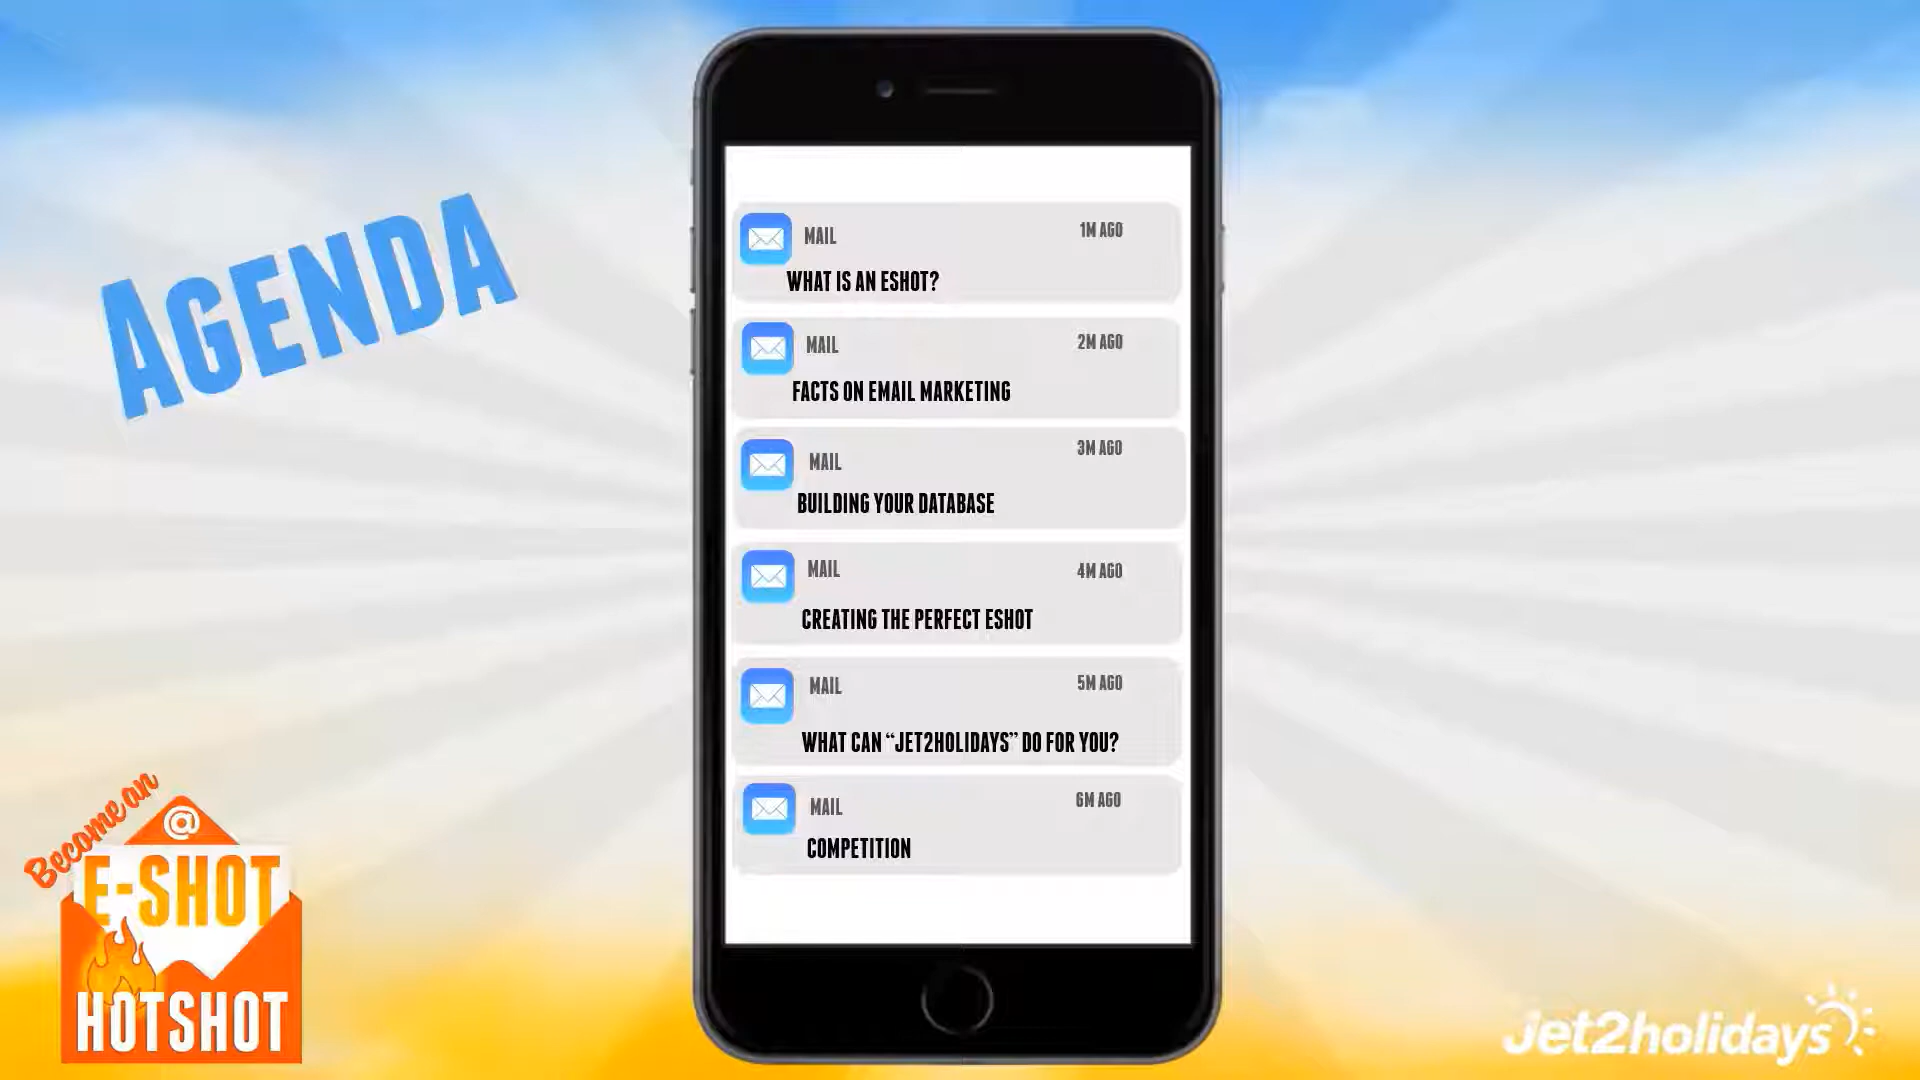 AGENDA
MAIL 1M AGO
WHAT IS AN ESHOT?
MAIL 2M AGO
FACTS ON EMAIL MARKETING
MAIL 3M AGO
BUILDING YOUR DATABASE
MAIL 4M AGO
CREATING THE PERFECT ESHOT
MAIL 5M AGO
WHAT CAN “JET2HOLIDAYS” DO FOR YOU?
MAIL 6M AGO
COMPETITION
Become an
@
E-SHOT
HOTSHOT
Jet2holidays